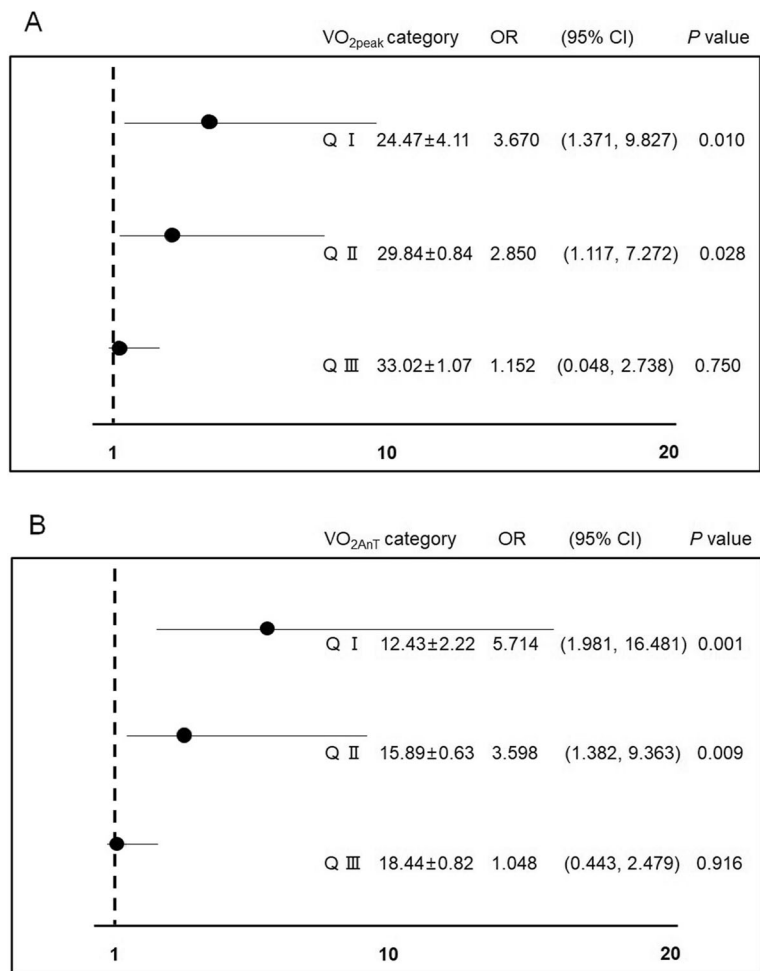 A
VO2peak category OR (95% CI) P value
Q Ⅰ 24.47±4.11 3.670 (1.371, 9.827) 0.010
Q Ⅱ 29.84±0.84 2.850 (1.117, 7.272) 0.028
Q Ⅲ 33.02±1.07 1.152 (0.048, 2.738) 0.750
1 10 20
B
VO2AnT category OR (95% CI) P value
Q Ⅰ 12.43±2.22 5.714 (1.981, 16.481) 0.001
Q Ⅱ 15.89±0.63 3.598 (1.382, 9.363) 0.009
Q Ⅲ 18.44±0.82 1.048 (0.443, 2.479) 0.916
1 10 20